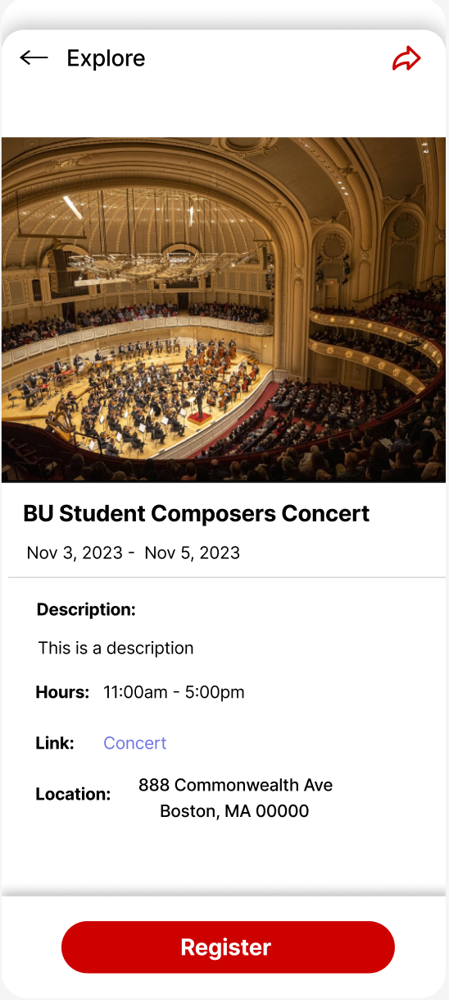 Explore
BU Student Composers Concert
Nov 3, 2023 - Nov 5, 2023
Description:
This is a description
Hours: 11:00am - 5:00pm
Link: Concert
Location: 888 Commonwealth Ave
Boston, MA 00000
Register